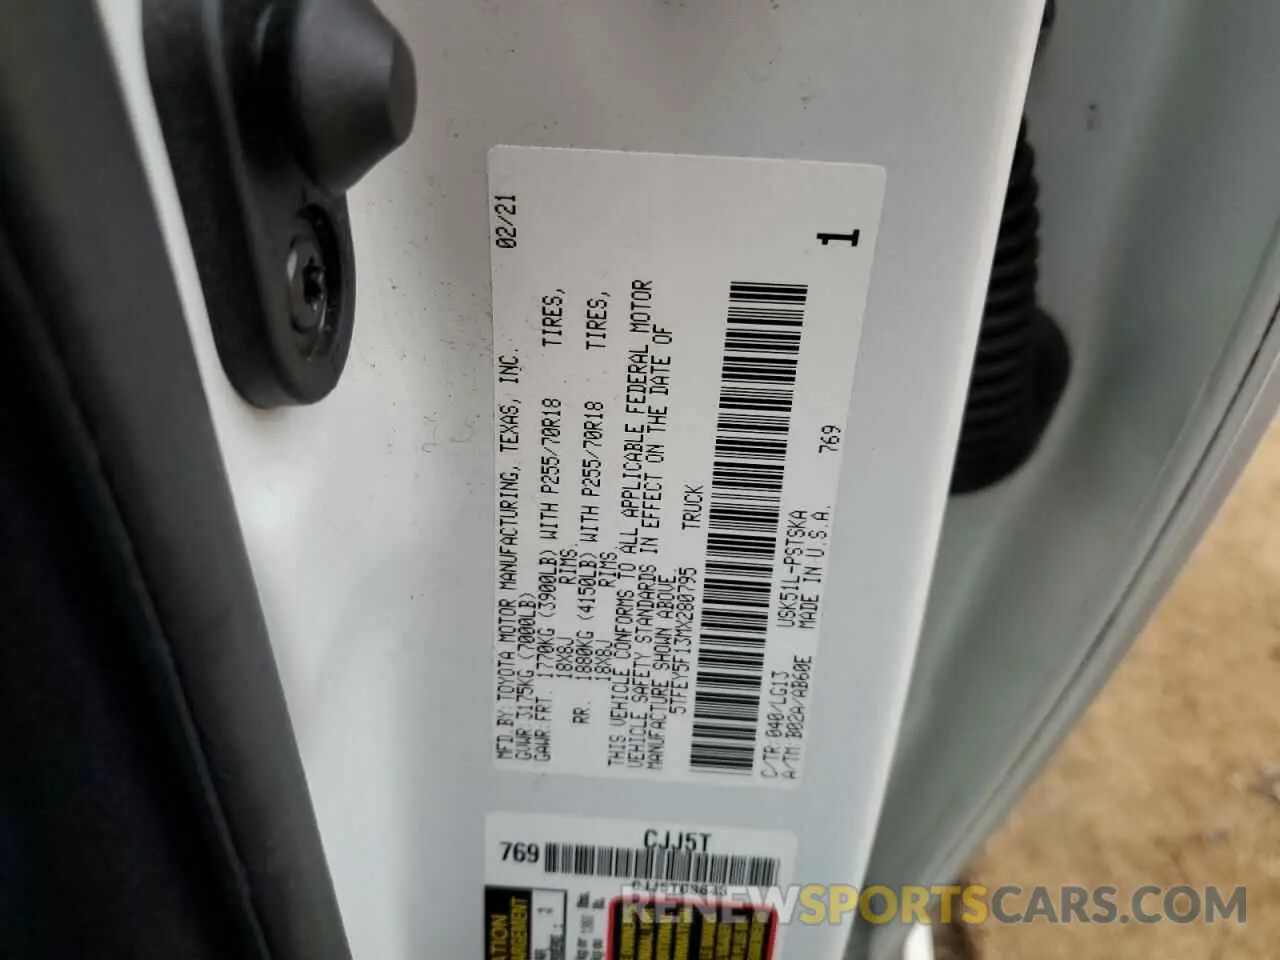 02/21
MFD.BY: TOYOTA MOTOR MANUFACTURING, TEXAS, INC.
GVWR: 3175KG (7000LB)
GAWR: FRT. 1770KG (3900LB) WITH P255/70R18 TIRES,
18X8J RIMS.
RR. 1880KG (4150LB) WITH P255/70R18 TIRES,
18X8J RIMS
THIS VEHICLE CONFORMS TO ALL APPLICABLE FEDERAL MOTOR
VEHICLE SAFETY STANDARDS IN EFFECT ON THE DATE OF
MANUFACTURE SHOWN ABOVE.
5TFEY5F13MX280795 TRUCK
C/TR: 040/LG13 USK51L-PSTSKA
A/TM: B02A/AB60E MADE IN U.S.A. 769
1
CJJ5T
769
RENEWSPORTSCARS.COM